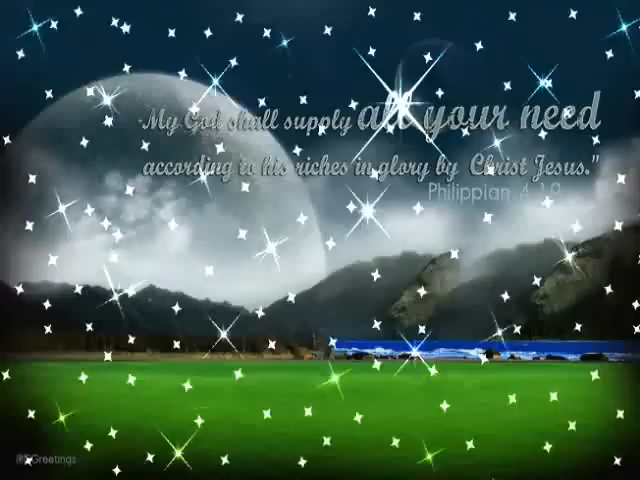 "My God shall supply all your need
according to his riches in glory by Christ Jesus."
Philippian 4:19
Greetings